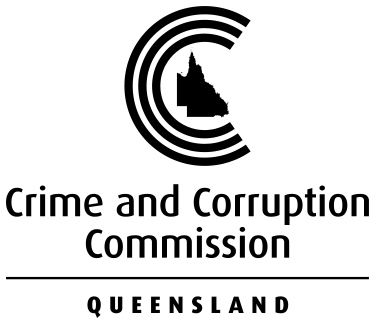 Crime and Corruption
Commission
QUEENSLAND